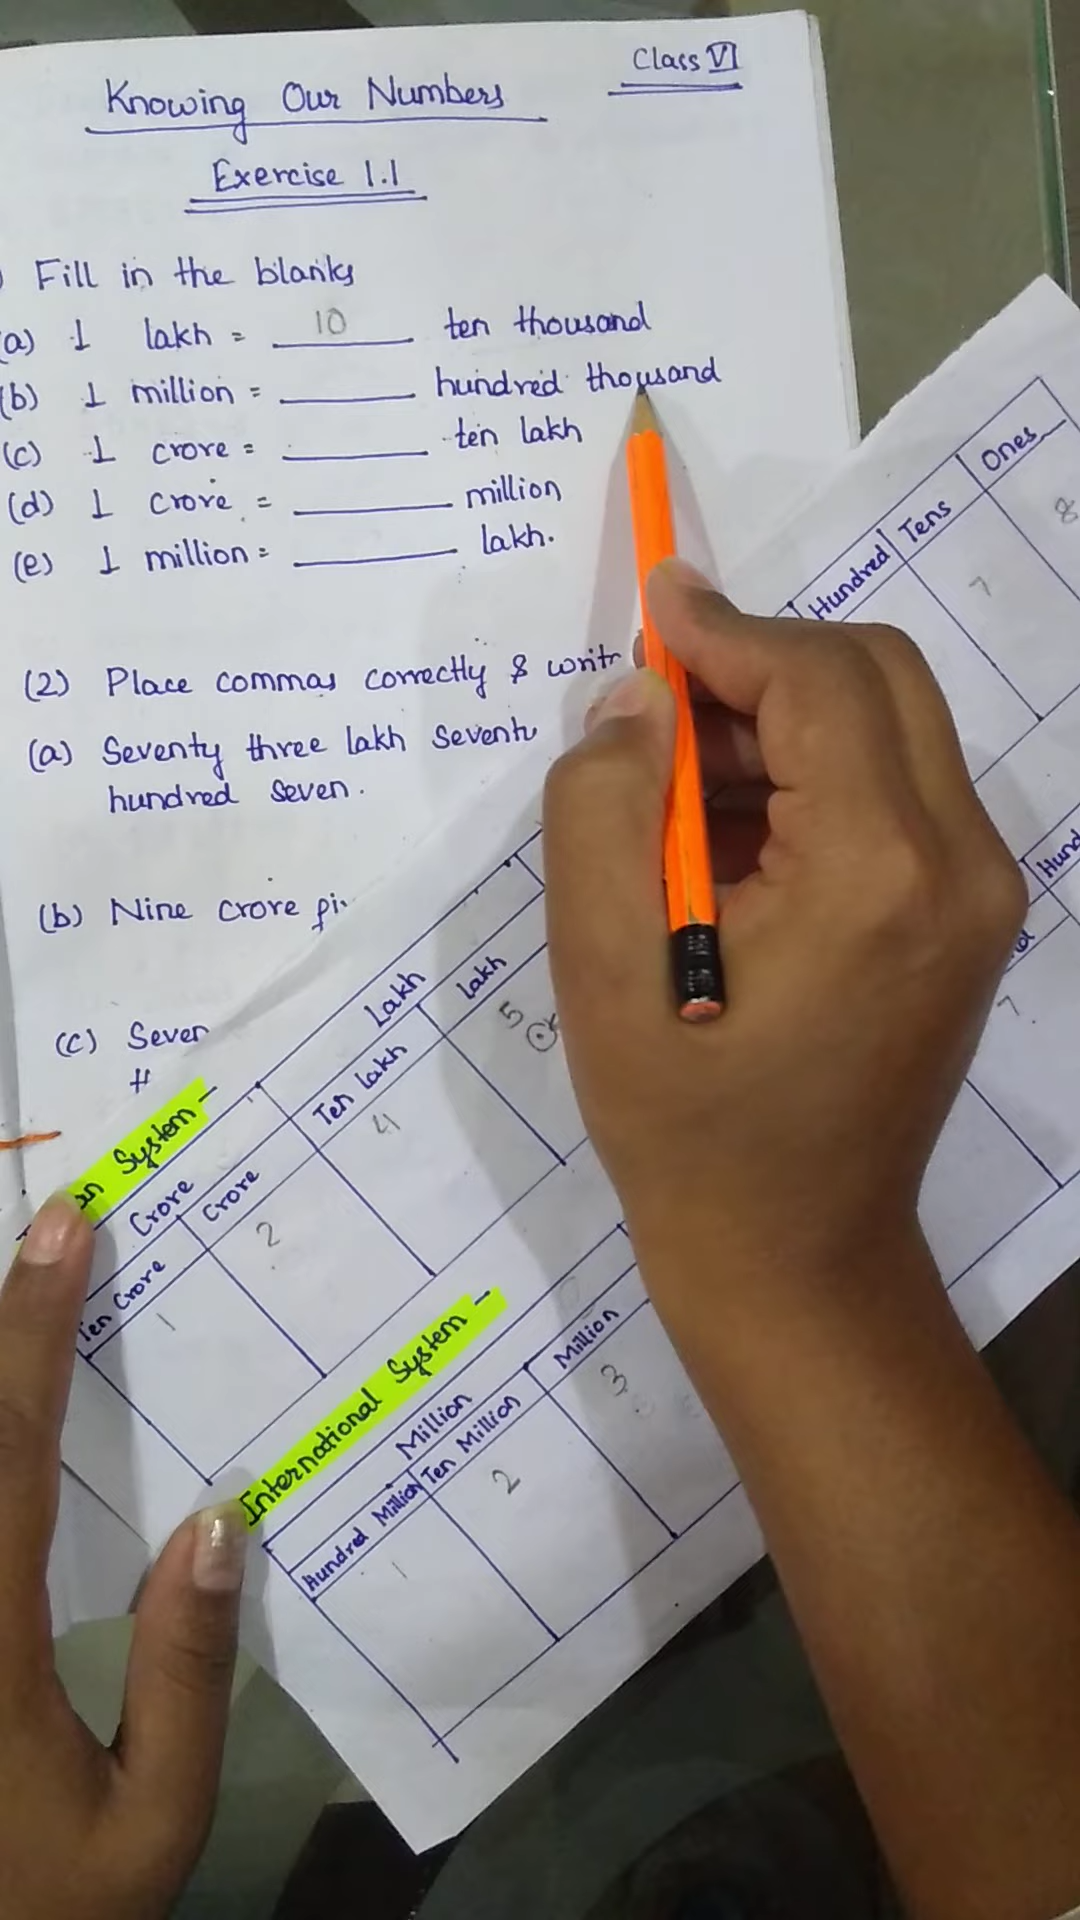 Class VI
Knowing Our Numbers
Exercise 1.1
Fill in the blanks
(a) 1 lakh = 10 ten thousand
(b) 1 million = ______ hundred thousand
(c) 1 crore = ______ ten lakh
(d) 1 crore = ______ million
(e) 1 million = ______ lakh.
(2) Place commas correctly &
(a) Seventy three lakh
hundred seven.
(b) Nine crore
(c)
System -
Crore Lakh
Ten Crore Crore Ten lakh lakh
Hundred Tens Ones
1 2 4 5 7 8
International System -
Million
Hundred Million Ten Million Million
1 2 3 7